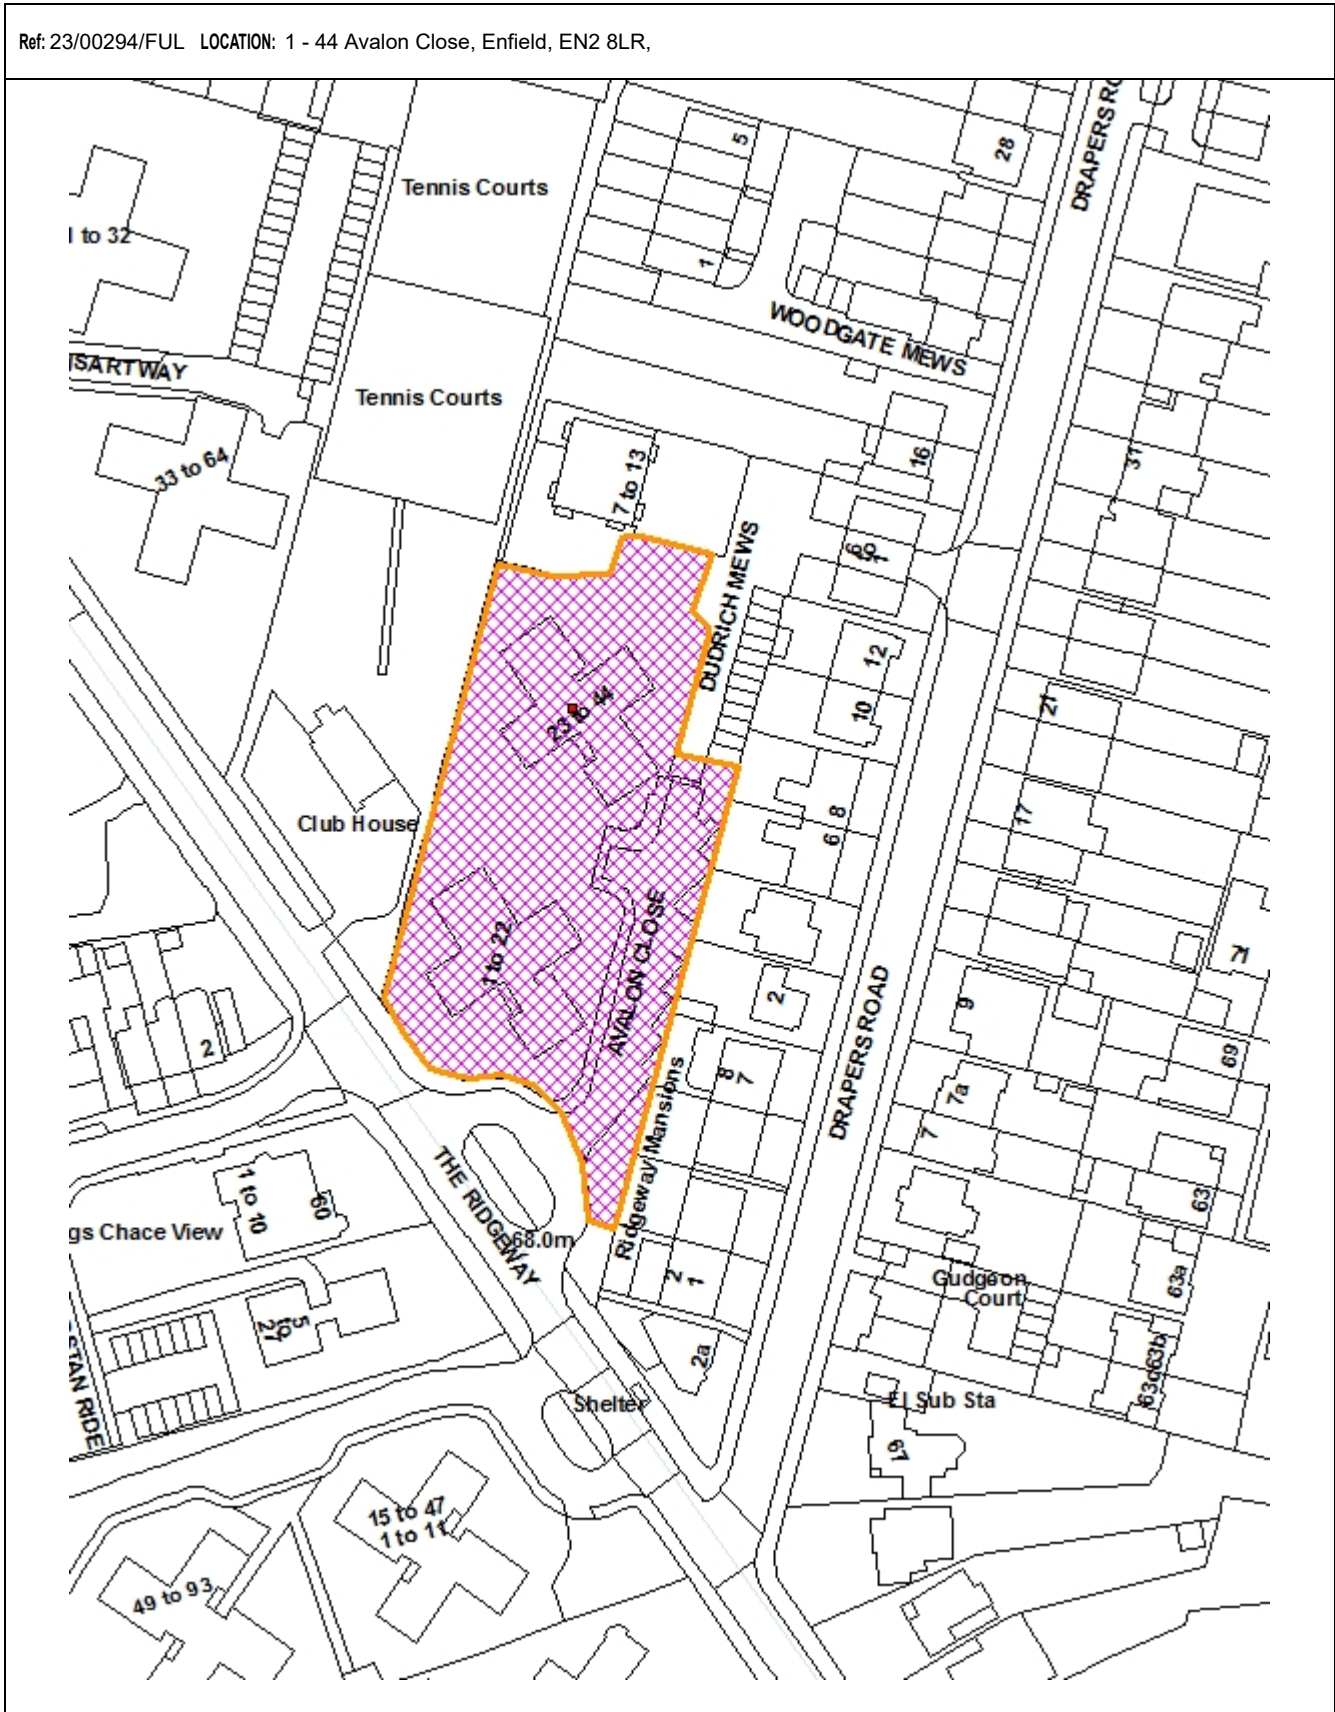 Ref: 23/00294/FUL LOCATION: 1 - 44 Avalon Close, Enfield, EN2 8LR,
5
28
Tennis Courts
1
to 32
WOODGATE MEWS
Tennis Courts
33 to 64
16
31
7 to 13
DUDRICH MEWS
12
10
21
23 to 44
8
6
17
Club House
AVALON CLOSE
1 to 22
71
2
9
DRAPERS ROAD
2
69
8
7
7a
7
Ridgeway Mansions
THE RIDGEWAY
1 to 10
60
63
gs Chace View
68.0m
2
1
Gudgeon
Court
63a
5
to
27
2a
63b
Shelter
El Sub Sta
67
15 to 47
1 to 11
49 to 93